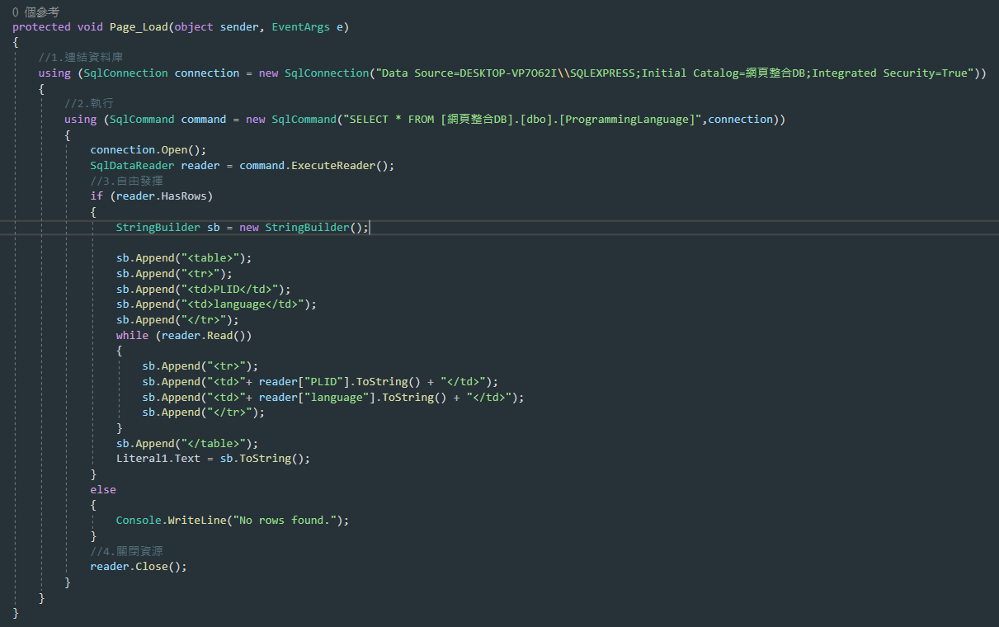 0 個參考
protected void Page_Load(object sender, EventArgs e)
{
//1.連結資料庫
using (SqlConnection connection = new SqlConnection("Data Source=DESKTOP-VP7O62I\\SQLEXPRESS;Initial Catalog=網頁整合DB;Integrated Security=True"))
{
//2.執行
using (SqlCommand command = new SqlCommand("SELECT * FROM [網頁整合DB].[dbo].[ProgrammingLanguage]",connection))
{
connection.Open();
SqlDataReader reader = command.ExecuteReader();
//3.自由發揮
if (reader.HasRows)
{
StringBuilder sb = new StringBuilder();
sb.Append("<table>");
sb.Append("<tr>");
sb.Append("<td>PLID</td>");
sb.Append("<td>language</td>");
sb.Append("</tr>");
while (reader.Read())
{
sb.Append("<tr>");
sb.Append("<td>"+ reader["PLID"].ToString() + "</td>");
sb.Append("<td>"+ reader["language"].ToString() + "</td>");
sb.Append("</tr>");
}
sb.Append("</table>");
Literal1.Text = sb.ToString();
}
else
{
Console.WriteLine("No rows found.");
}
//4.關閉資源
reader.Close();
}
}
}